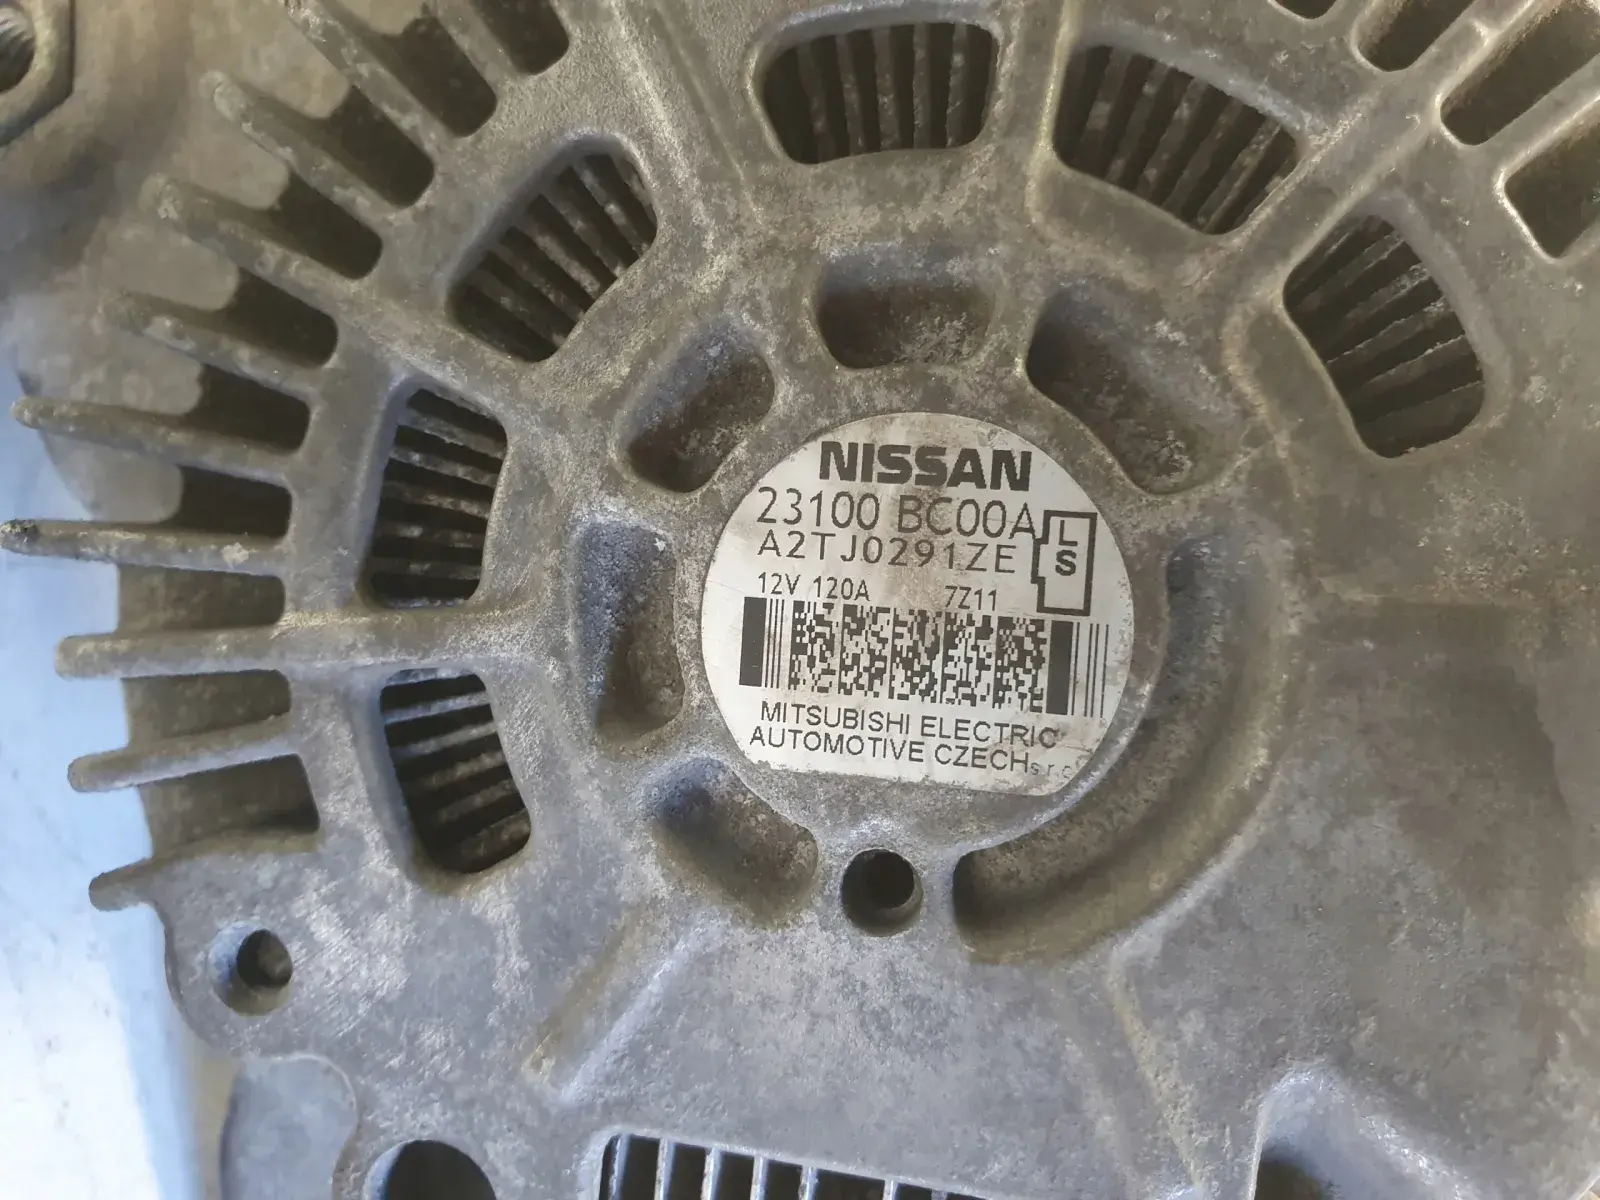 NISSAN
23100 BC00A
A2TJ0291ZE
L
S
12V 120A 7Z11
MITSUBISHI ELECTRIC
AUTOMOTIVE CZECH s.r.o